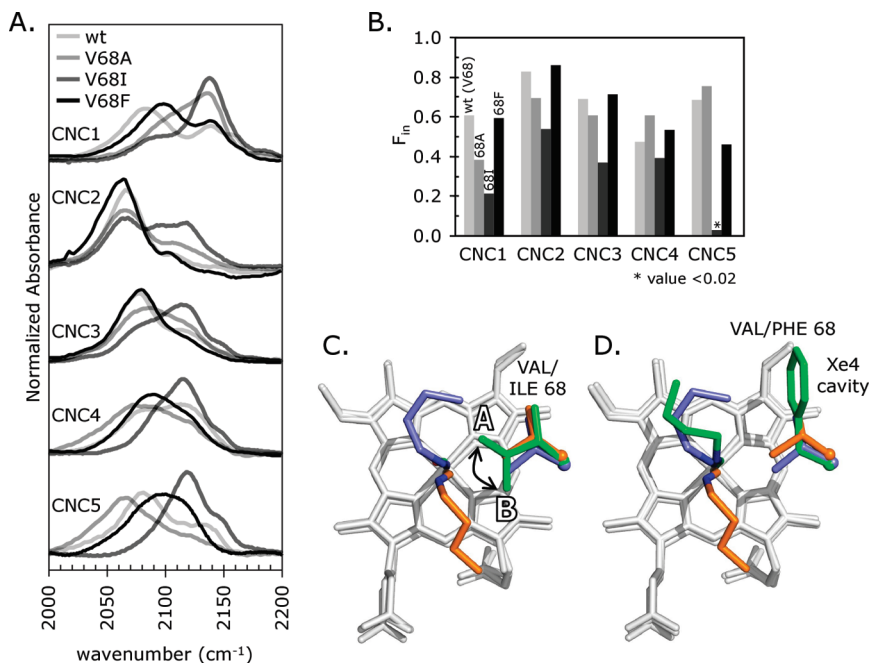 A.
wt
V68A
V68I
V68F
CNC1
CNC2
CNC3
CNC4
CNC5
Normalized Absorbance
2000 2050 2100 2150 2200
wavenumber (cm⁻¹)
B.
1.0
0.8
0.6
0.4
0.2
0.0
Fin
wt (V68)
68A
68I
68F
*
CNC1 CNC2 CNC3 CNC4 CNC5
* value <0.02
C.
VAL/
ILE 68
A
B
D.
VAL/PHE 68
Xe4
cavity